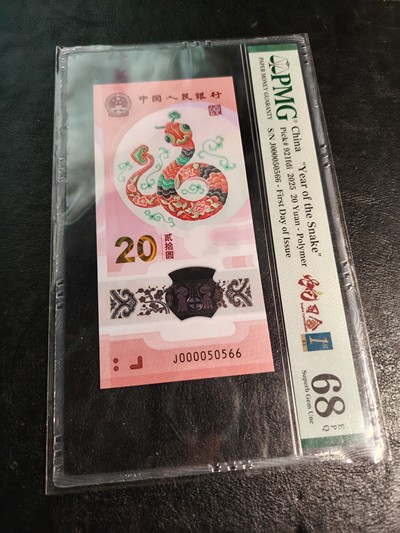 中国人民银行
20
贰拾圆
J000050566
PMG
PAPER MONEY GUARANTY
China "Year of the Snake"
Pick# 921fdi 2025 20 Yuan - Polymer
S/N J000050566 - First Day of Issue
68 EPQ
Superb Gem Unc